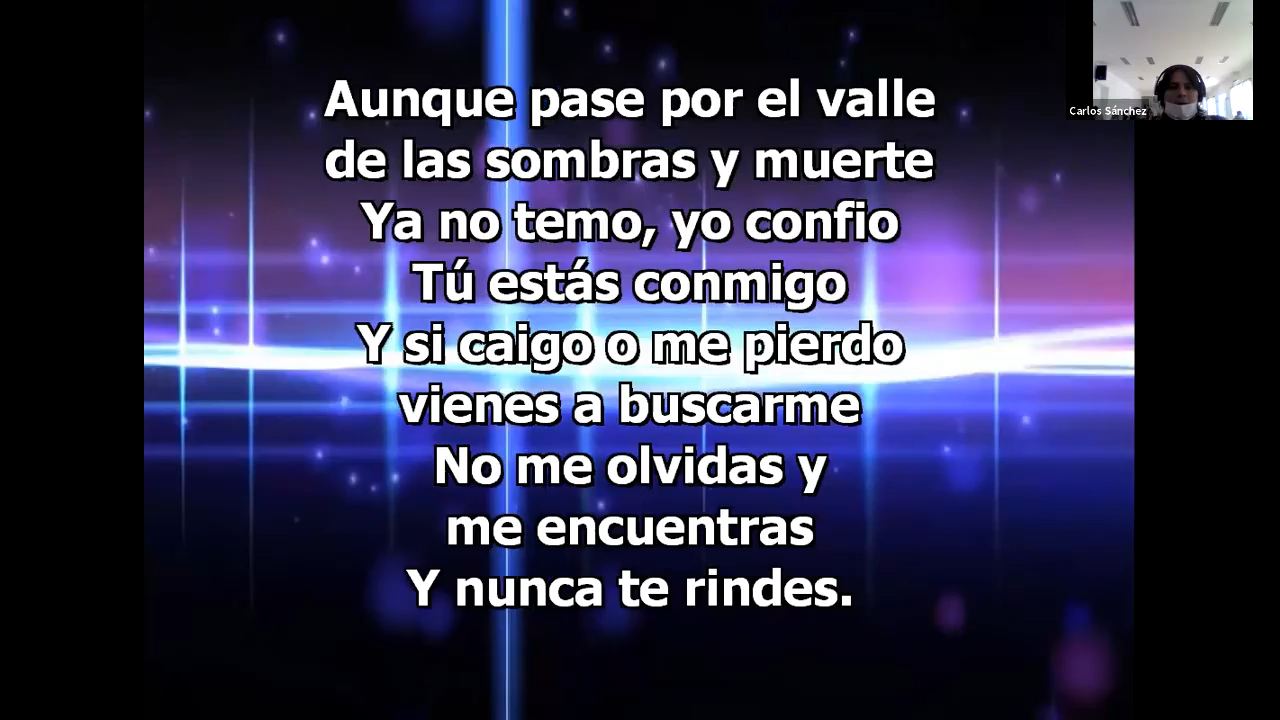 Aunque pase por el valle
de las sombras y muerte
Ya no temo, yo confio
Tú estás conmigo
Y si caigo o me pierdo
vienes a buscarme
No me olvidas y
me encuentras
Y nunca te rindes.
Carlos Sánchez